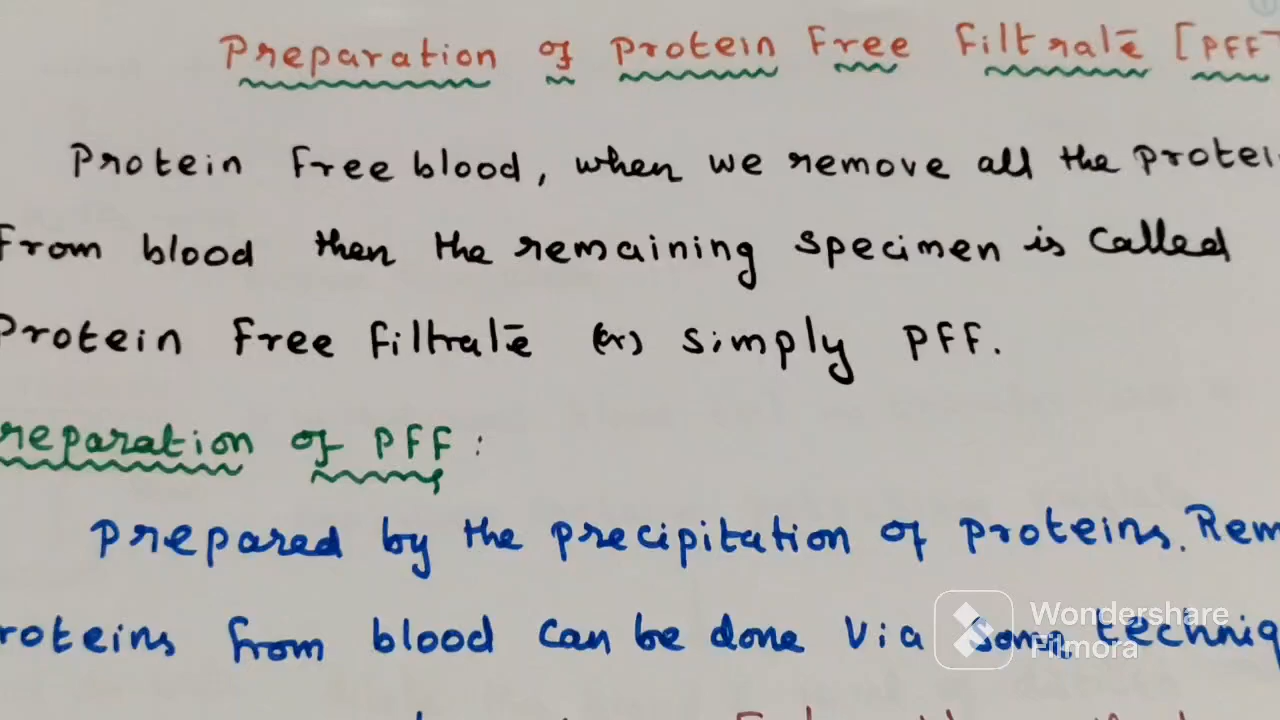 Preparation of Protein Free Filtrate [PFF
Protein Free blood, when we remove all the protei
From blood then the remaining specimen is called
Protein Free Filtrate (or) simply PFF.
reparation of PFF:
Prepared by the precipitation of proteins. Rem
roteins from blood can be done via some techniq
Wondershare
Filmora